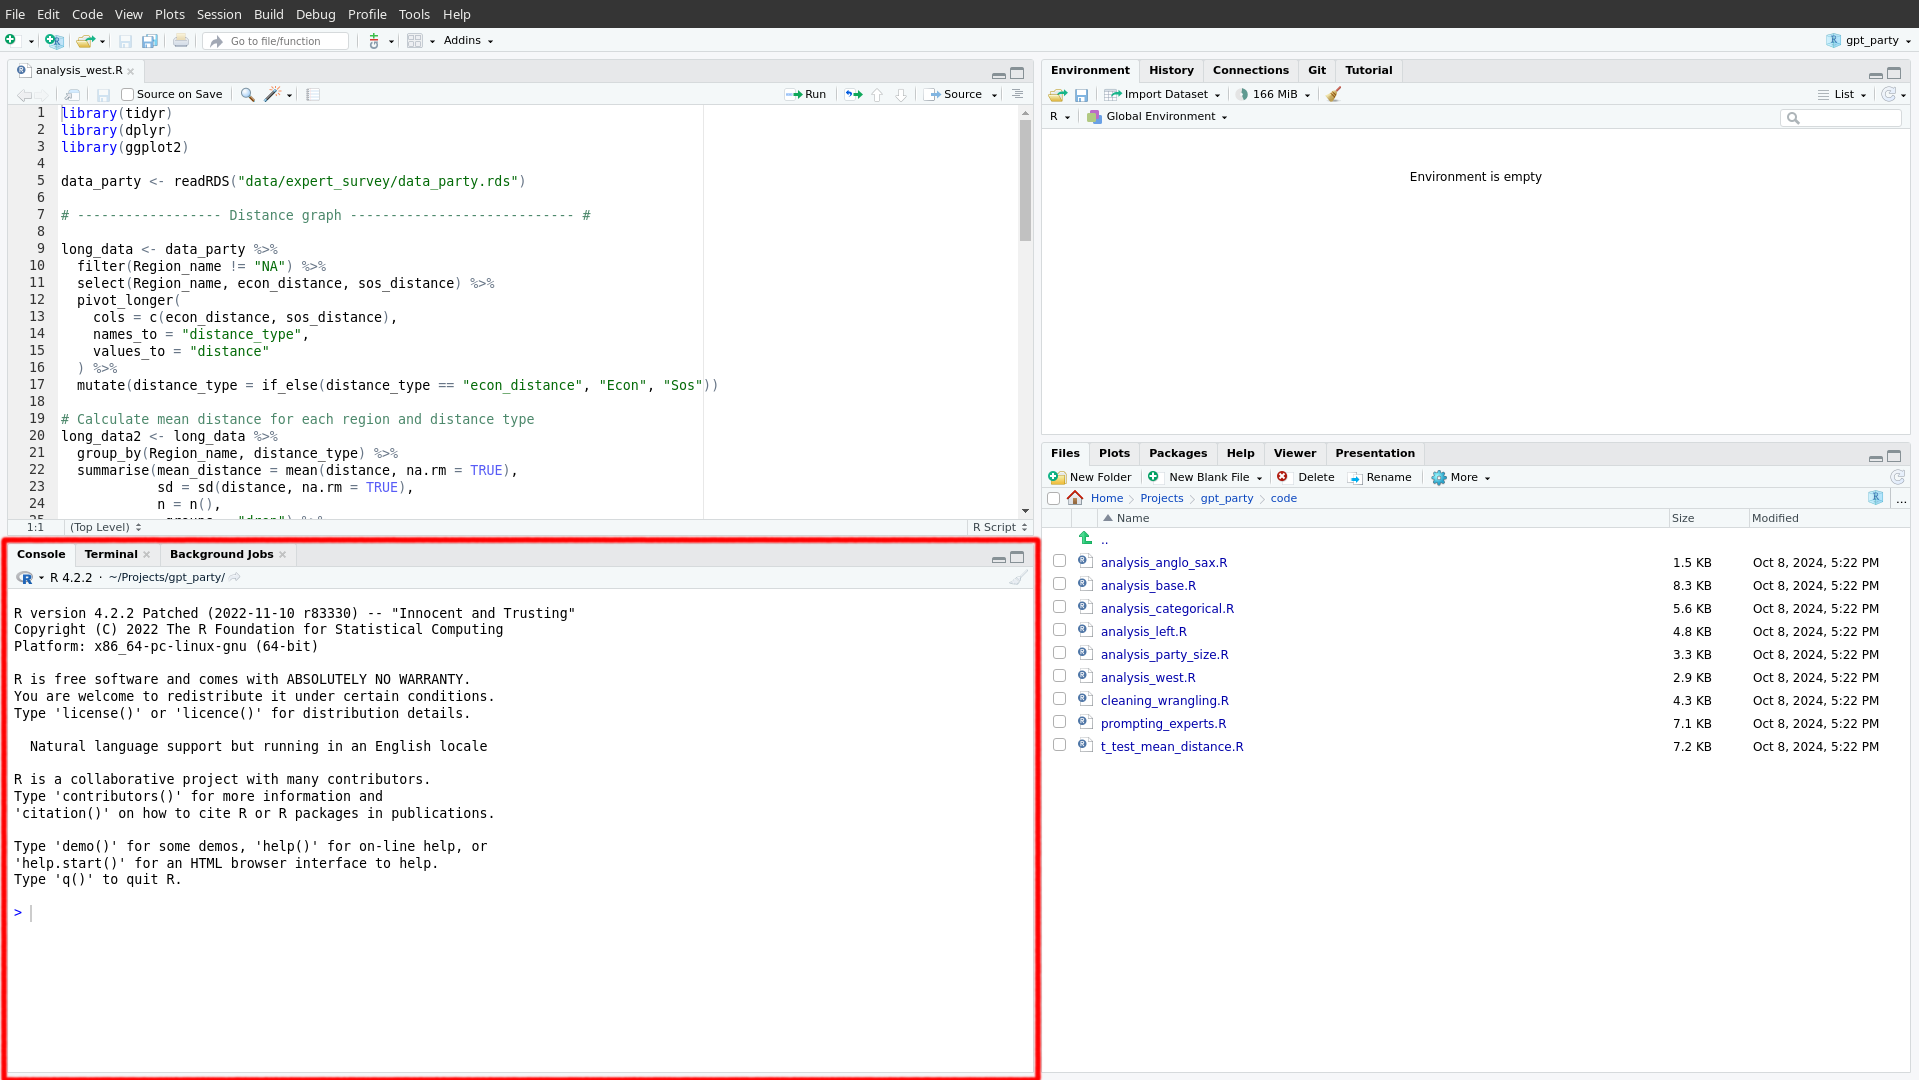 File Edit Code View Plots Session Build Debug Profile Tools Help
Go to file/function Addins gpt_party
analysis_west.R
Source on Save Run Source
1 library(tidyr)
2 library(dplyr)
3 library(ggplot2)
4
5 data_party <- readRDS("data/expert_survey/data_party.rds")
6
7 # ------------------ Distance graph ---------------------------- #
8
9 long_data <- data_party %>%
10 filter(Region_name != "NA") %>%
11 select(Region_name, econ_distance, sos_distance) %>%
12 pivot_longer(
13 cols = c(econ_distance, sos_distance),
14 names_to = "distance_type",
15 values_to = "distance"
16 ) %>%
17 mutate(distance_type = if_else(distance_type == "econ_distance", "Econ", "Sos"))
18
19 # Calculate mean distance for each region and distance type
20 long_data2 <- long_data %>%
21 group_by(Region_name, distance_type) %>%
22 summarise(mean_distance = mean(distance, na.rm = TRUE),
23 sd = sd(distance, na.rm = TRUE),
24 n = n(),
1:1 (Top Level) R Script
Console Terminal Background Jobs
R 4.2.2 · ~/Projects/gpt_party/
R version 4.2.2 Patched (2022-11-10 r83330) -- "Innocent and Trusting"
Copyright (C) 2022 The R Foundation for Statistical Computing
Platform: x86_64-pc-linux-gnu (64-bit)
R is free software and comes with ABSOLUTELY NO WARRANTY.
You are welcome to redistribute it under certain conditions.
Type 'license()' or 'licence()' for distribution details.
Natural language support but running in an English locale
R is a collaborative project with many contributors.
Type 'contributors()' for more information and
'citation()' on how to cite R or R packages in publications.
Type 'demo()' for some demos, 'help()' for on-line help, or
'help.start()' for an HTML browser interface to help.
Type 'q()' to quit R.
>
Environment History Connections Git Tutorial
Import Dataset 166 MiB List
R Global Environment
Environment is empty
Files Plots Packages Help Viewer Presentation
New Folder New Blank File Delete Rename More
Home Projects gpt_party code ...
Name Size Modified
..
analysis_anglo_sax.R 1.5 KB Oct 8, 2024, 5:22 PM
analysis_base.R 8.3 KB Oct 8, 2024, 5:22 PM
analysis_categorical.R 5.6 KB Oct 8, 2024, 5:22 PM
analysis_left.R 4.8 KB Oct 8, 2024, 5:22 PM
analysis_party_size.R 3.3 KB Oct 8, 2024, 5:22 PM
analysis_west.R 2.9 KB Oct 8, 2024, 5:22 PM
cleaning_wrangling.R 4.3 KB Oct 8, 2024, 5:22 PM
prompting_experts.R 7.1 KB Oct 8, 2024, 5:22 PM
t_test_mean_distance.R 7.2 KB Oct 8, 2024, 5:22 PM